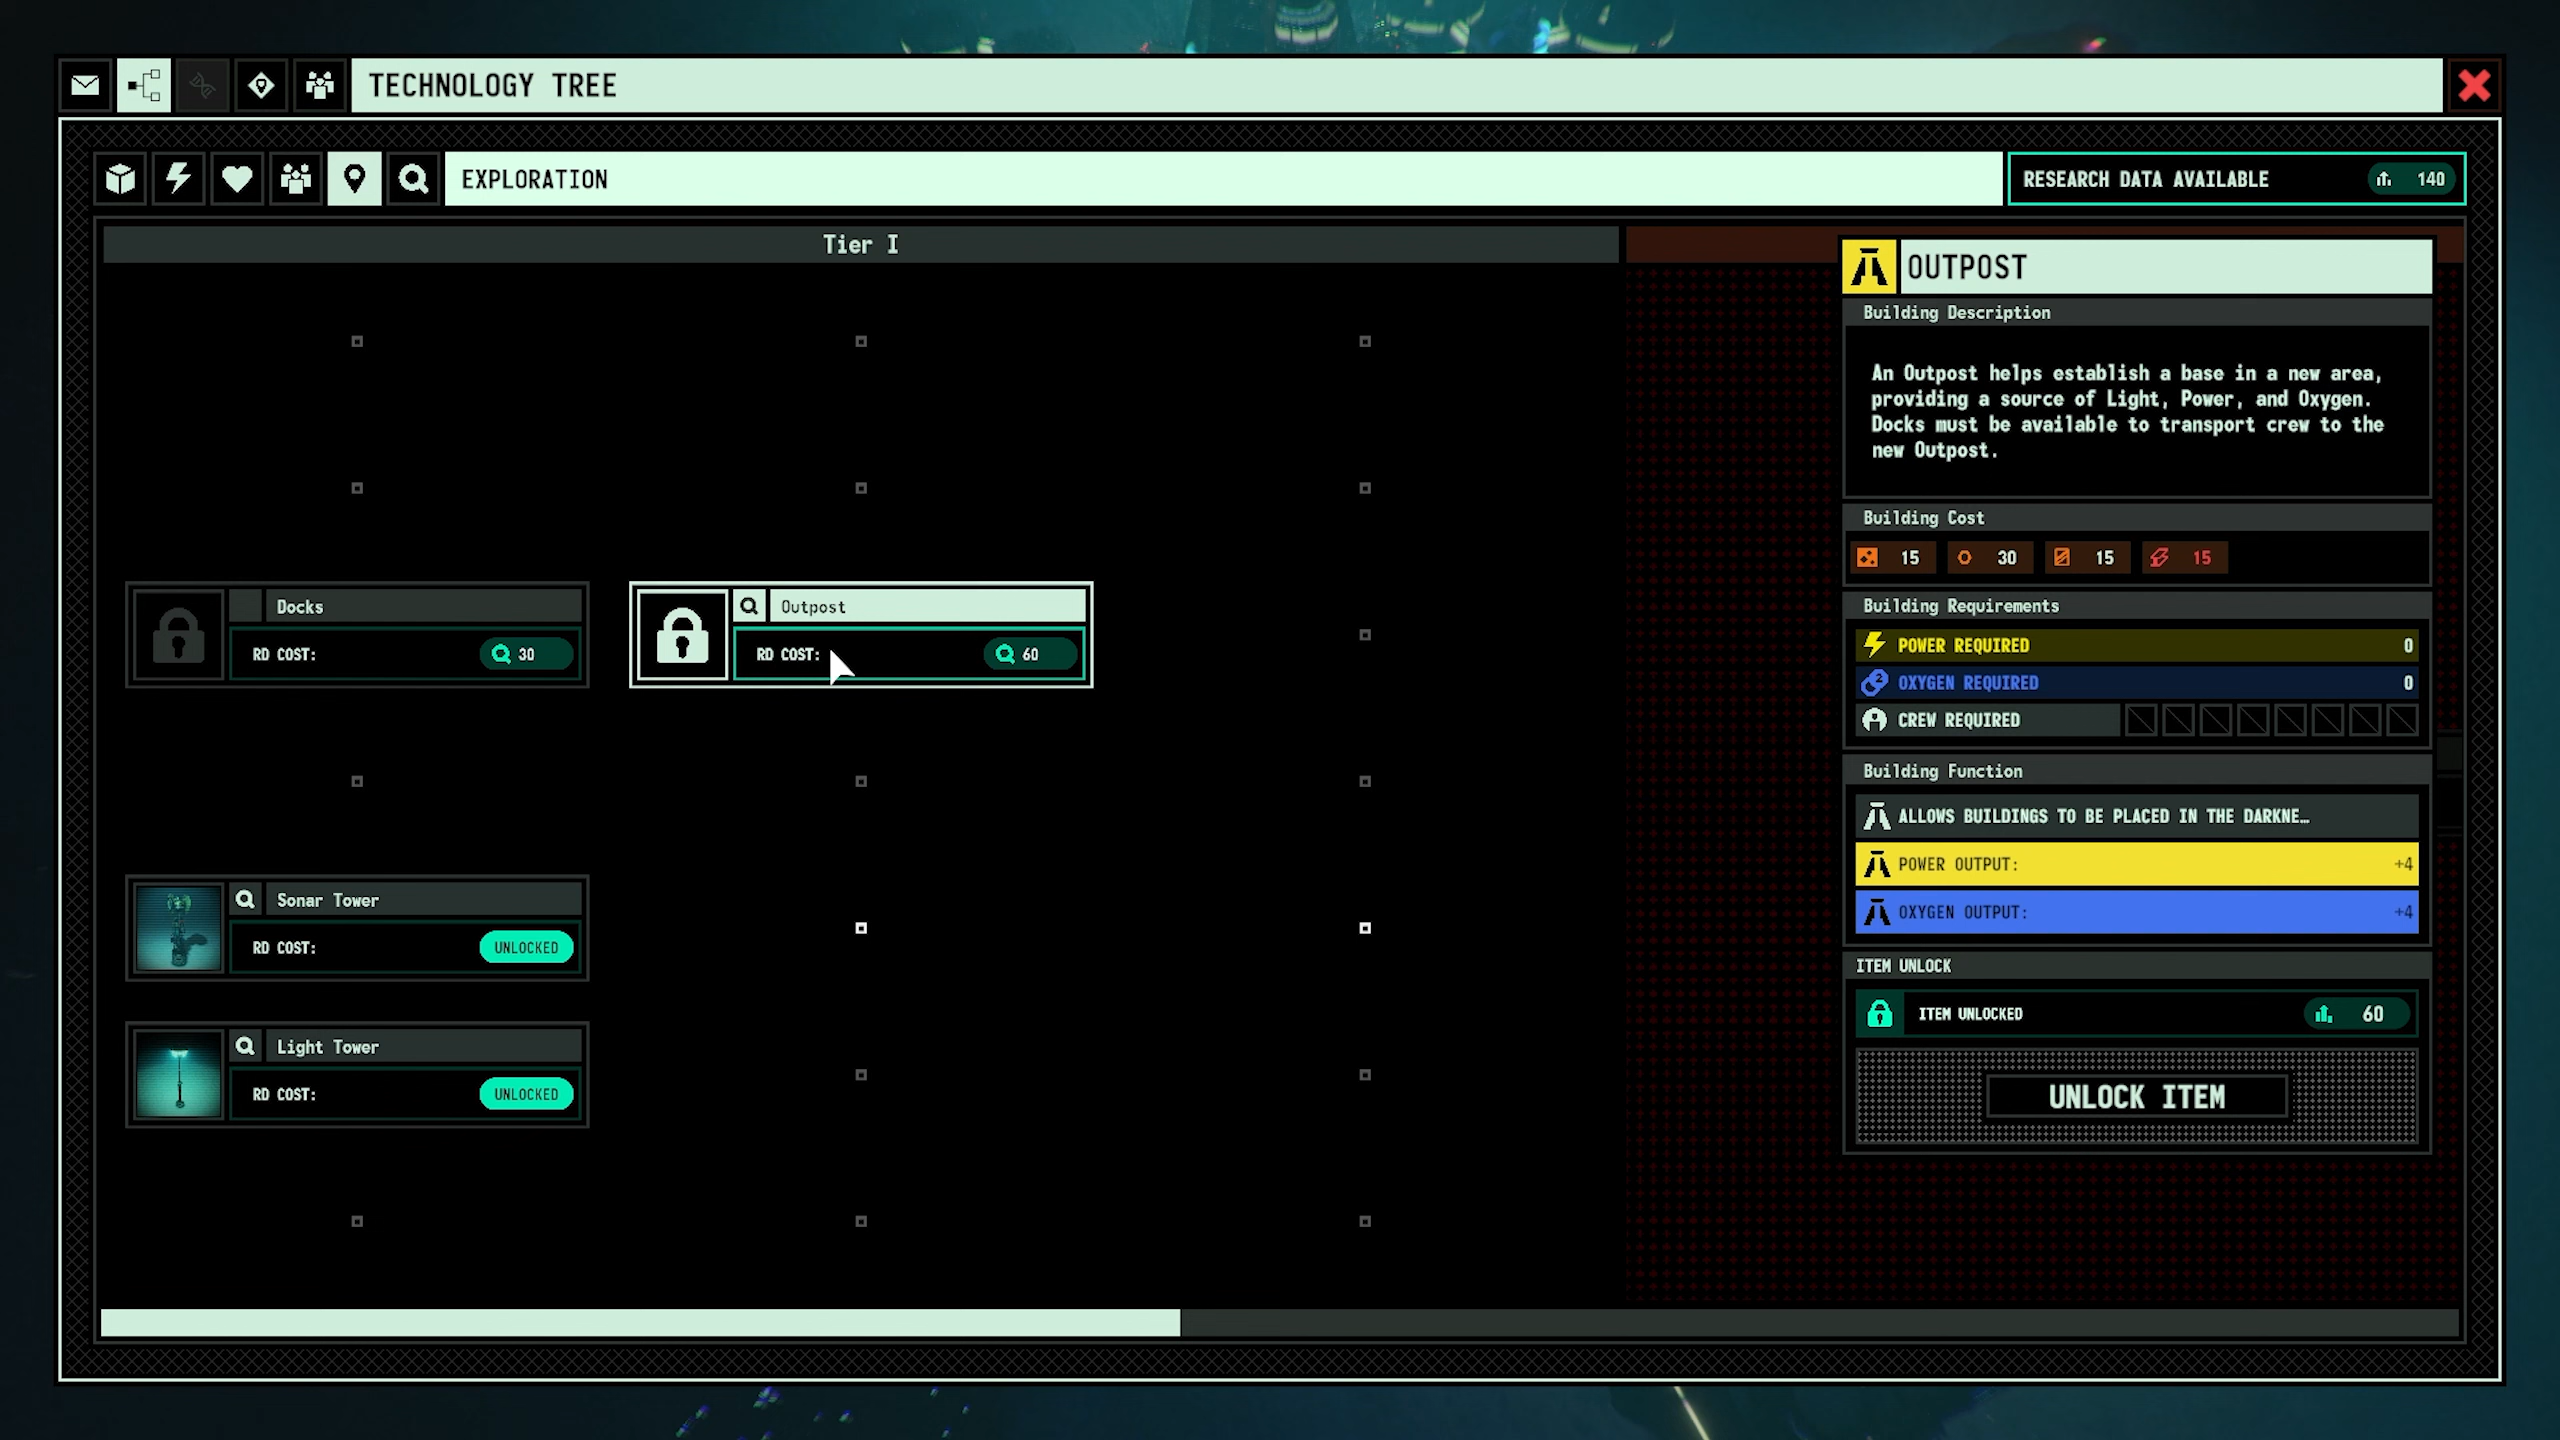 TECHNOLOGY TREE
EXPLORATION
RESEARCH DATA AVAILABLE 140
Tier I
OUTPOST
Building Description
An Outpost helps establish a base in a new area,
providing a source of Light, Power, and Oxygen.
Docks must be available to transport crew to the
new Outpost.
Building Cost
15 30 15 15
Docks
RD COST: 30
Outpost
RD COST: 60
Building Requirements
POWER REQUIRED 0
OXYGEN REQUIRED 0
CREW REQUIRED
Building Function
ALLOWS BUILDINGS TO BE PLACED IN THE DARKNE…
POWER OUTPUT: +4
OXYGEN OUTPUT: +4
Sonar Tower
RD COST: UNLOCKED
Light Tower
RD COST: UNLOCKED
ITEM UNLOCK
ITEM UNLOCKED 60
UNLOCK ITEM